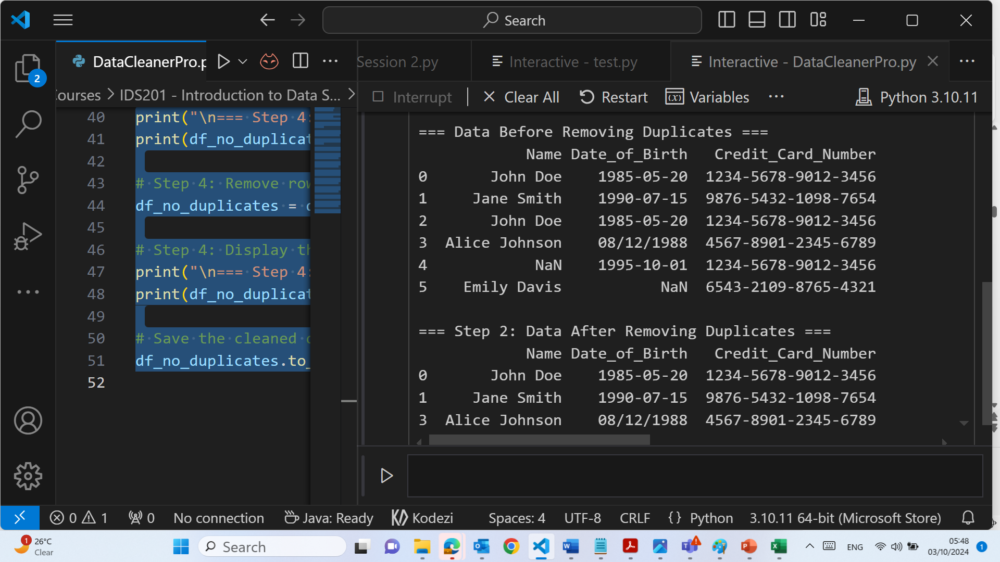 Search
2
DataCleanerPro.p
Session 2.py
Interactive - test.py
Interactive - DataCleanerPro.py
ourses > IDS201 - Introduction to Data S... >
Interrupt
Clear All
Restart
Variables
Python 3.10.11
40 print("\n=== Step 4:
41 print(df_no_duplicat
42
43 # Step 4: Remove row
44 df_no_duplicates = d
45
46 # Step 4: Display th
47 print("\n=== Step 4:
48 print(df_no_duplicat
49
50 # Save the cleaned d
51 df_no_duplicates.to_
52
=== Data Before Removing Duplicates ===
Name Date_of_Birth Credit_Card_Number
0 John Doe 1985-05-20 1234-5678-9012-3456
1 Jane Smith 1990-07-15 9876-5432-1098-7654
2 John Doe 1985-05-20 1234-5678-9012-3456
3 Alice Johnson 08/12/1988 4567-8901-2345-6789
4 NaN 1995-10-01 1234-5678-9012-3456
5 Emily Davis NaN 6543-2109-8765-4321
=== Step 2: Data After Removing Duplicates ===
Name Date_of_Birth Credit_Card_Number
0 John Doe 1985-05-20 1234-5678-9012-3456
1 Jane Smith 1990-07-15 9876-5432-1098-7654
3 Alice Johnson 08/12/1988 4567-8901-2345-6789
0 1 0 No connection Java: Ready Kodezi Spaces: 4 UTF-8 CRLF {} Python 3.10.11 64-bit (Microsoft Store)
1
26°C
Clear
Search
ENG
05:48
03/10/2024
1